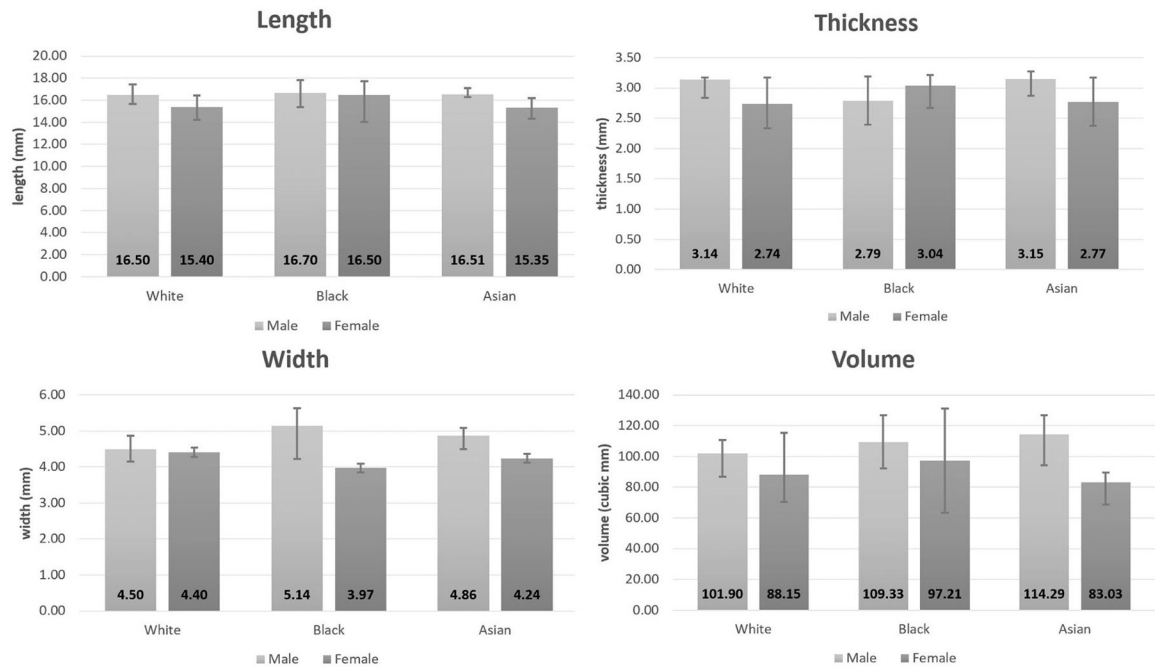 Length
20.00
18.00
16.00
14.00
12.00
10.00
8.00
6.00
4.00
2.00
0.00
length (mm)
16.50 15.40 16.70 16.50 16.51 15.35
White Black Asian
Male Female
Thickness
3.50
3.00
2.50
2.00
1.50
1.00
0.50
0.00
thickness (mm)
3.14 2.74 2.79 3.04 3.15 2.77
White Black Asian
Male Female
Width
6.00
5.00
4.00
3.00
2.00
1.00
0.00
width (mm)
4.50 4.40 5.14 3.97 4.86 4.24
White Black Asian
Male Female
Volume
140.00
120.00
100.00
80.00
60.00
40.00
20.00
0.00
volume (cubic mm)
101.90 88.15 109.33 97.21 114.29 83.03
White Black Asian
Male Female